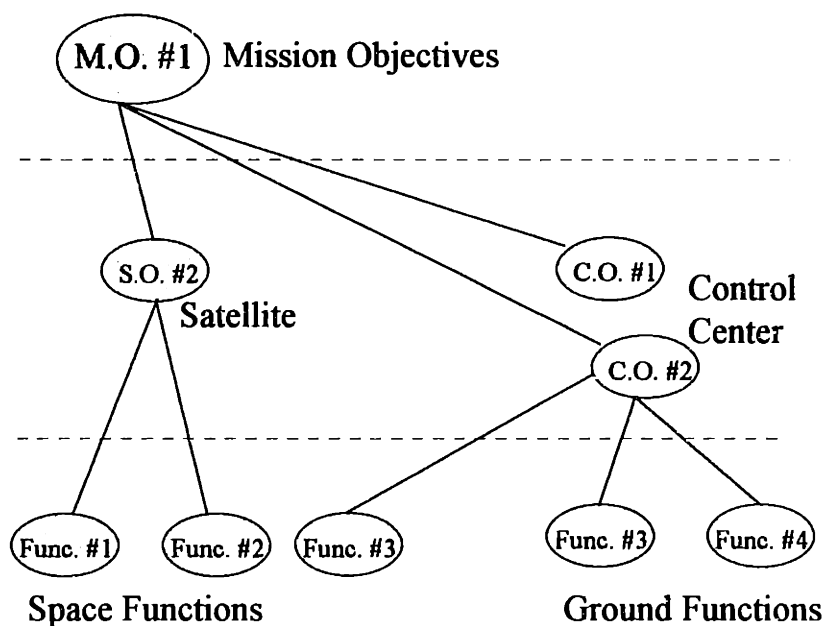 M.O. #1 Mission Objectives
S.O. #2
Satellite
C.O. #1
Control
Center
C.O. #2
Func. #1
Func. #2
Func. #3
Func. #3
Func. #4
Space Functions
Ground Functions